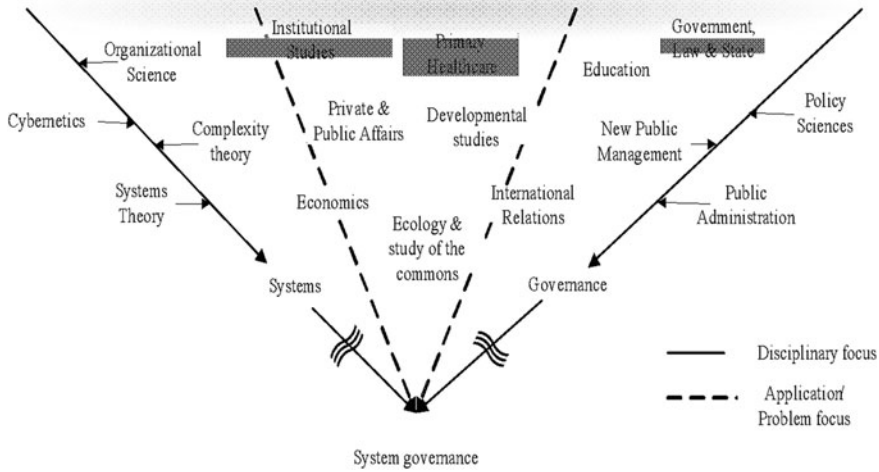 Institutional
Studies
Government,
Law & State
Organizational
Science
Primary
Healthcare
Education
Cybernetics
Complexity
theory
Private &
Public Affairs
Developmental
studies
New Public
Management
Policy
Sciences
Systems
Theory
Economics
Ecology &
study of the
commons
International
Relations
Public
Administration
Systems
Governance
Disciplinary focus
Application/
Problem focus
System governance